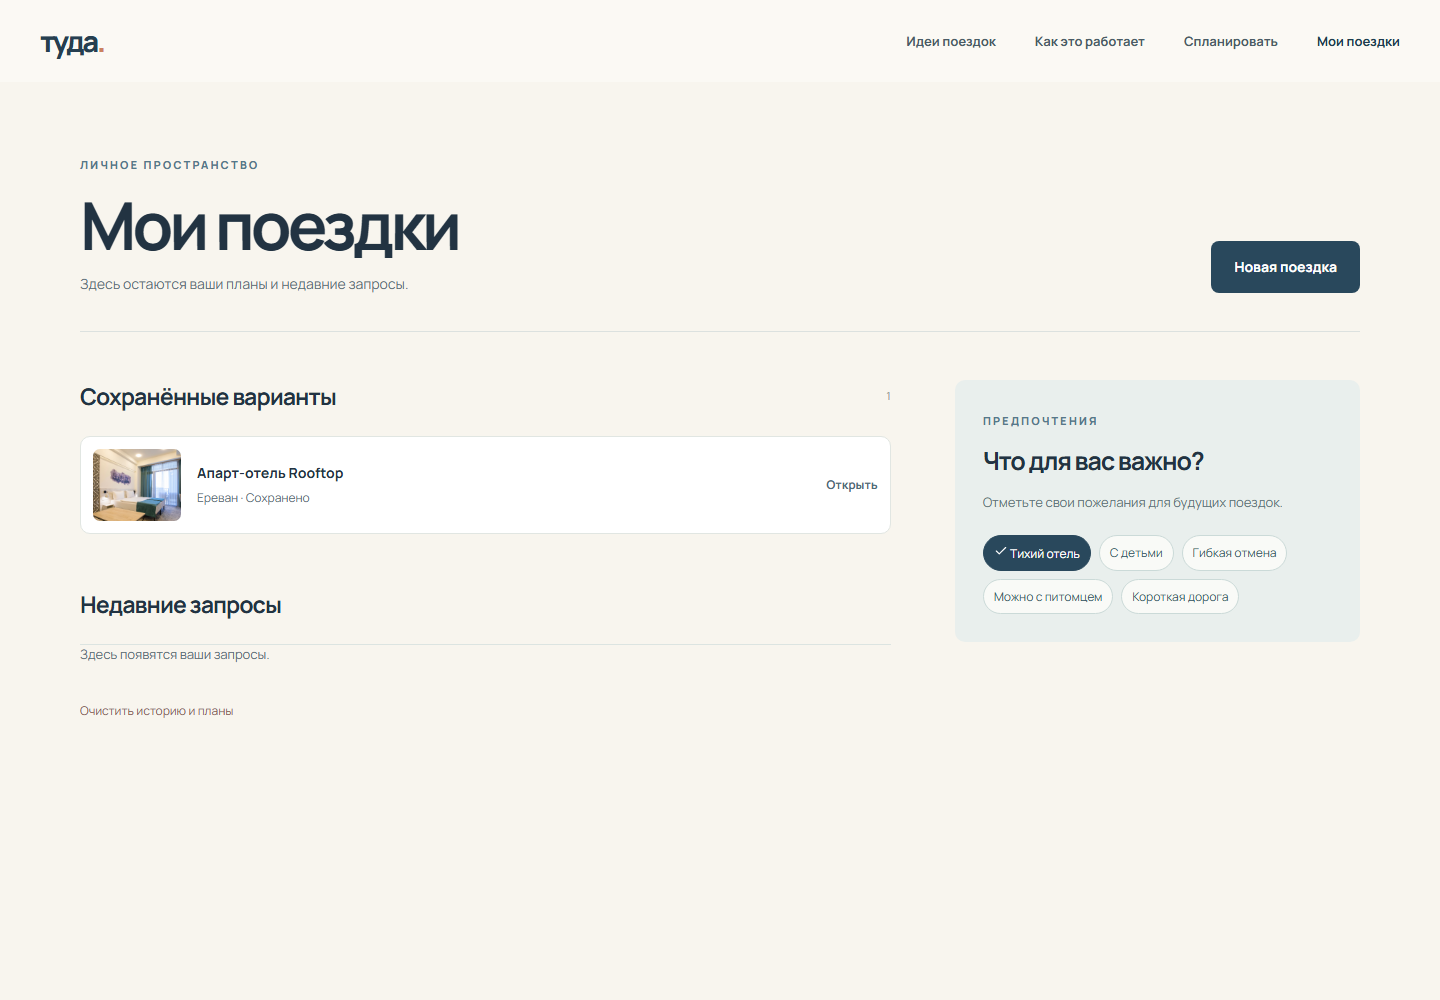 туда.
Идеи поездок
Как это работает
Спланировать
Мои поездки
ЛИЧНОЕ ПРОСТРАНСТВО
Мои поездки
Здесь остаются ваши планы и недавние запросы.
Новая поездка
Сохранённые варианты
1
Апарт-отель Rooftop
Ереван · Сохранено
Открыть
Недавние запросы
Здесь появятся ваши запросы.
Очистить историю и планы
ПРЕДПОЧТЕНИЯ
Что для вас важно?
Отметьте свои пожелания для будущих поездок.
Тихий отель
С детьми
Гибкая отмена
Можно с питомцем
Короткая дорога